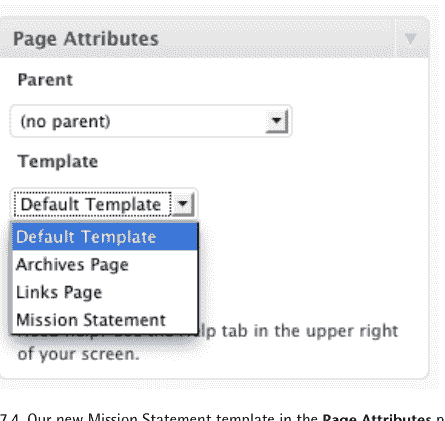 Page Attributes
Parent
(no parent)
Template
Default Template
Default Template
Archives Page
Links Page
Mission Statement
tab in the upper right
of your screen.
7.4 Our new Mission Statement template in the Page Attributes